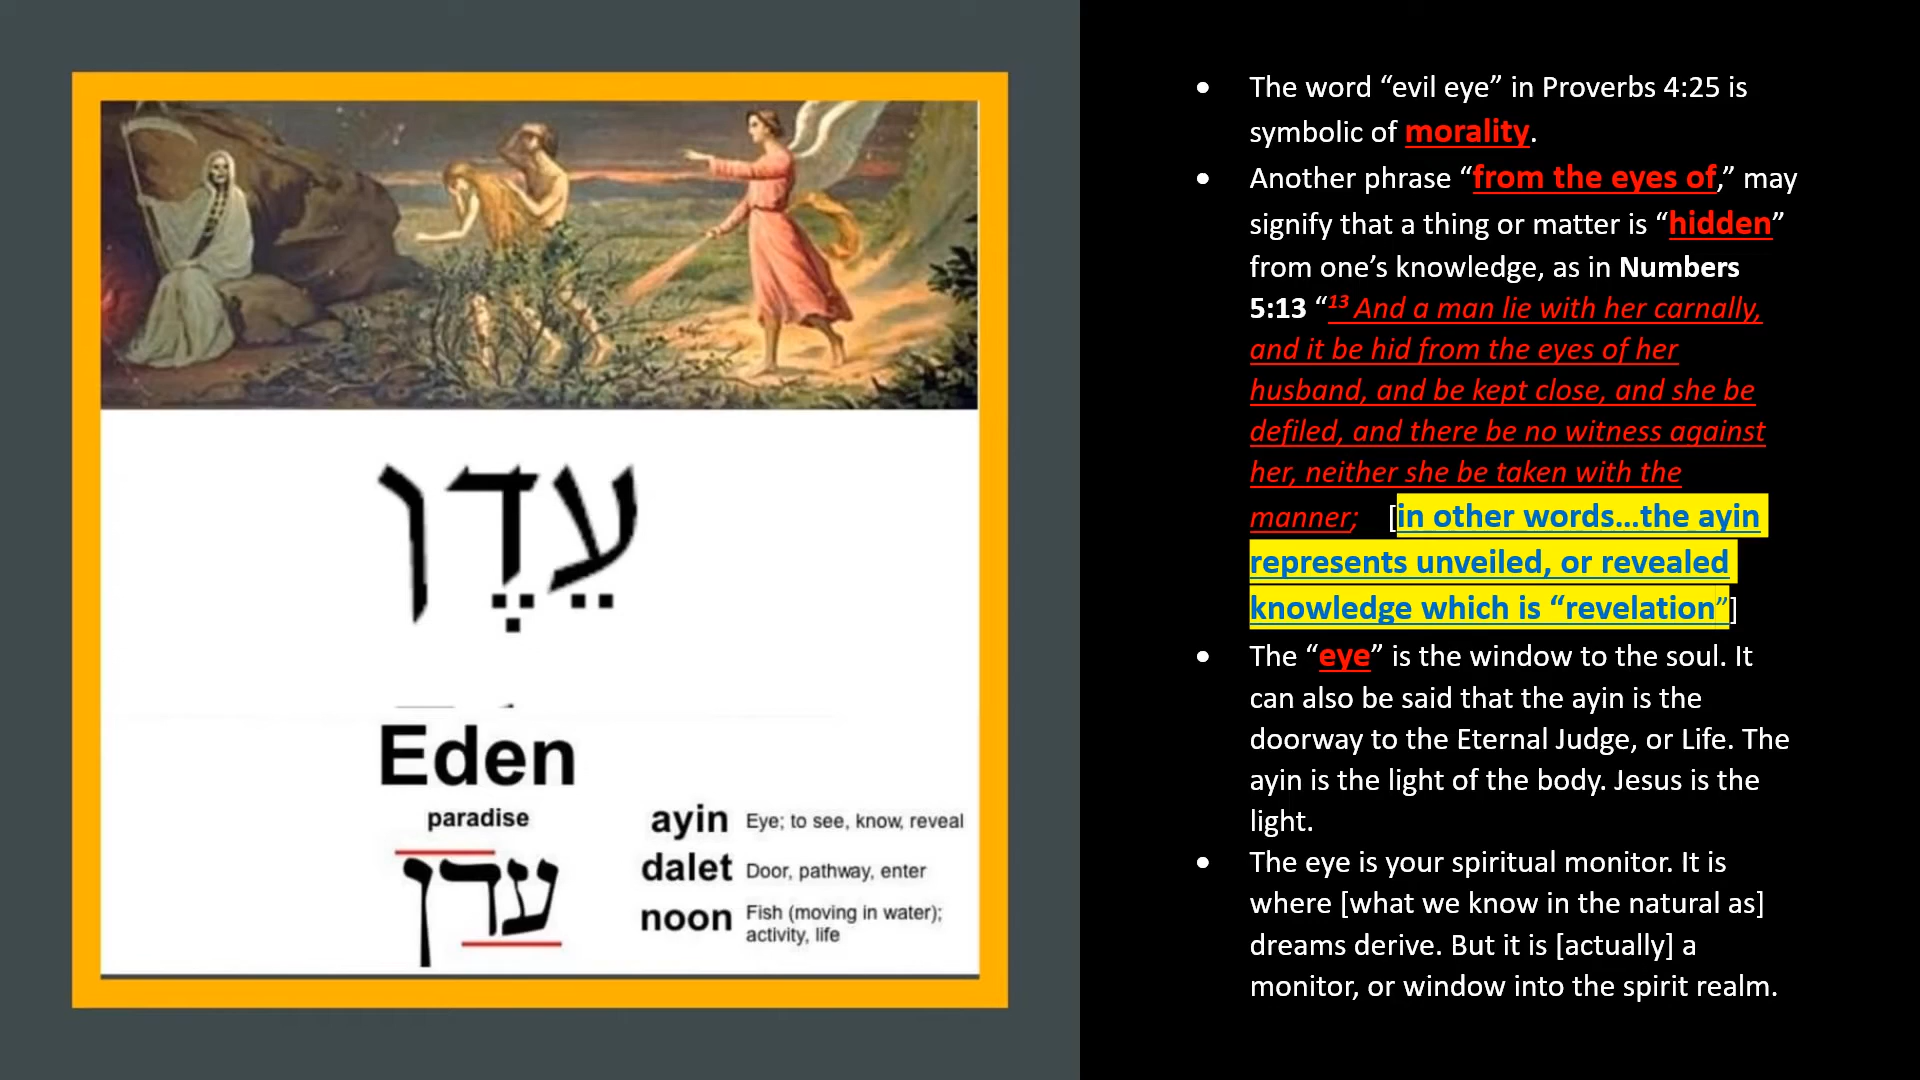 עֵדֶן
Eden
paradise
עדן
ayin Eye; to see, know, reveal
dalet Door, pathway, enter
noon Fish (moving in water);
activity, life
• The word “evil eye” in Proverbs 4:25 is
symbolic of morality.
• Another phrase “from the eyes of,” may
signify that a thing or matter is “hidden”
from one’s knowledge, as in Numbers
5:13 “13 And a man lie with her carnally,
and it be hid from the eyes of her
husband, and be kept close, and she be
defiled, and there be no witness against
her, neither she be taken with the
manner; [in other words...the ayin
represents unveiled, or revealed
knowledge which is “revelation”]
• The “eye” is the window to the soul. It
can also be said that the ayin is the
doorway to the Eternal Judge, or Life. The
ayin is the light of the body. Jesus is the
light.
• The eye is your spiritual monitor. It is
where [what we know in the natural as]
dreams derive. But it is [actually] a
monitor, or window into the spirit realm.